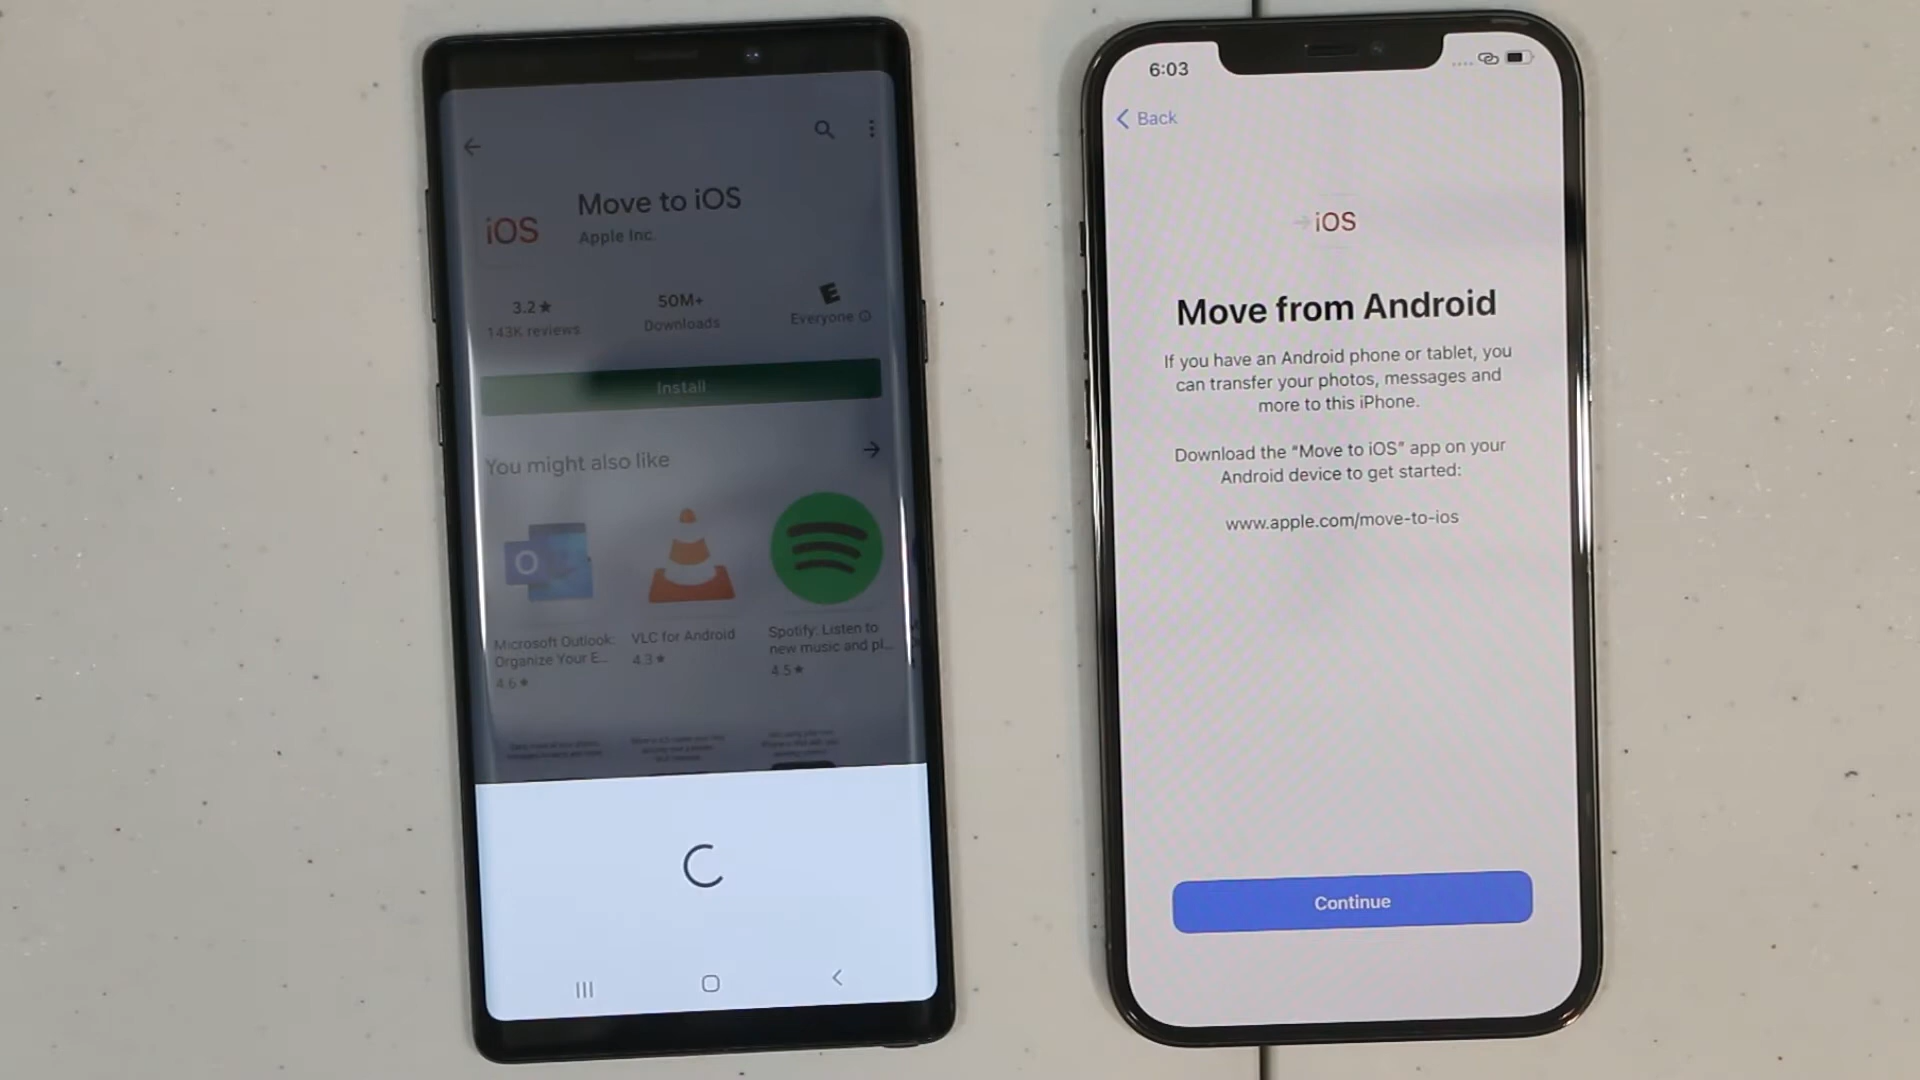 Move to iOS
iOS
Apple Inc.
3.2★
143K reviews
50M+
Downloads
E
Everyone
Install
You might also like
O
Microsoft Outlook:
Organize Your E...
4.6★
VLC for Android
4.3★
Spotify: Listen to
new music and pl...
4.5★
6:03
Back
iOS
Move from Android
If you have an Android phone or tablet, you
can transfer your photos, messages and
more to this iPhone.
Download the “Move to iOS” app on your
Android device to get started:
www.apple.com/move-to-ios
Continue